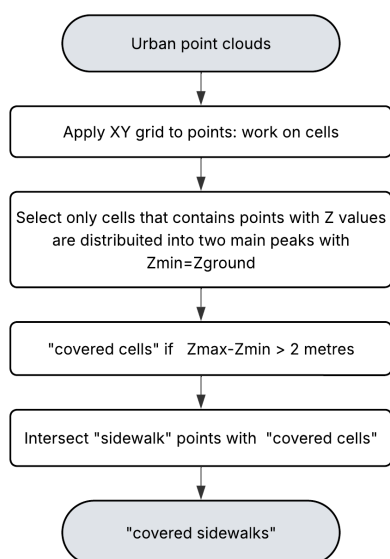 Urban point clouds
Apply XY grid to points: work on cells
Select only cells that contains points with Z values
are distribuited into two main peaks with
Zmin=Zground
"covered cells" if Zmax-Zmin > 2 metres
Intersect "sidewalk" points with "covered cells"
"covered sidewalks"